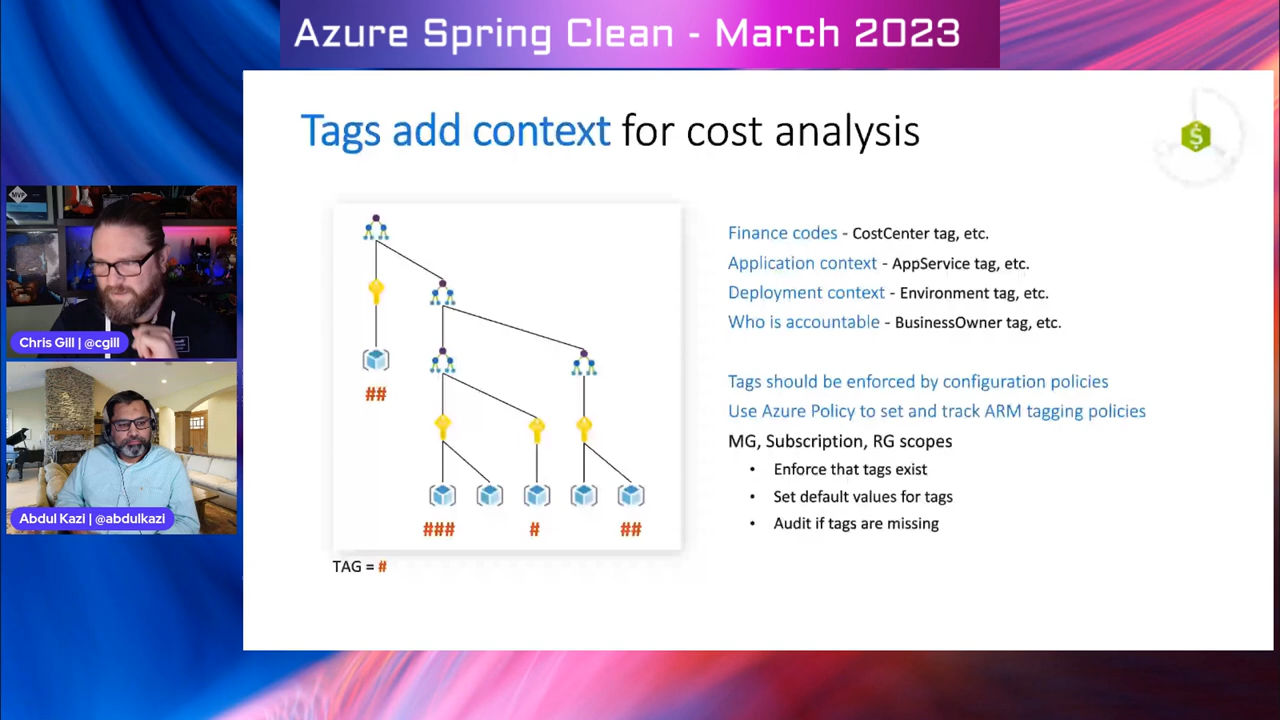 Azure Spring Clean - March 2023
Tags add context for cost analysis
$
MVP
Chris Gill | @cgill
Abdul Kazi | @abdulkazi
##
###
#
##
TAG = #
Finance codes - CostCenter tag, etc.
Application context - AppService tag, etc.
Deployment context - Environment tag, etc.
Who is accountable - BusinessOwner tag, etc.
Tags should be enforced by configuration policies
Use Azure Policy to set and track ARM tagging policies
MG, Subscription, RG scopes
• Enforce that tags exist
• Set default values for tags
• Audit if tags are missing